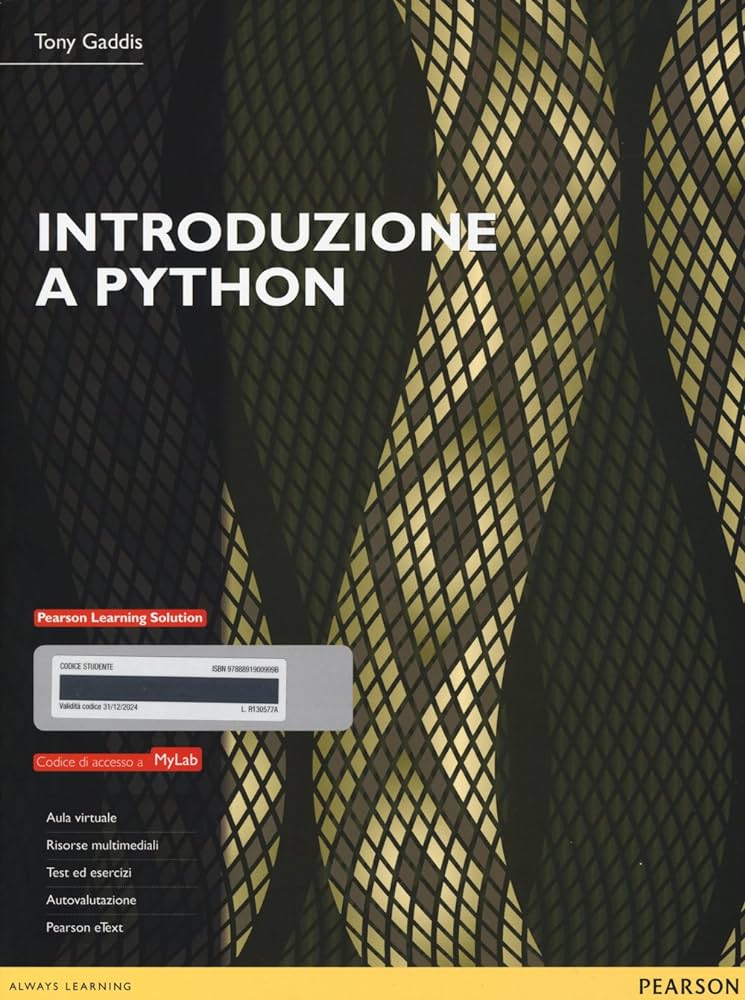 Tony Gaddis
INTRODUZIONE
A PYTHON
Pearson Learning Solution
CODICE STUDENTE
ISBN 9788891900999B
Validità codice 31/12/2024
L. R130577A
Codice di accesso a MyLab
Aula virtuale
Risorse multimediali
Test ed esercizi
Autovalutazione
Pearson eText
ALWAYS LEARNING
PEARSON